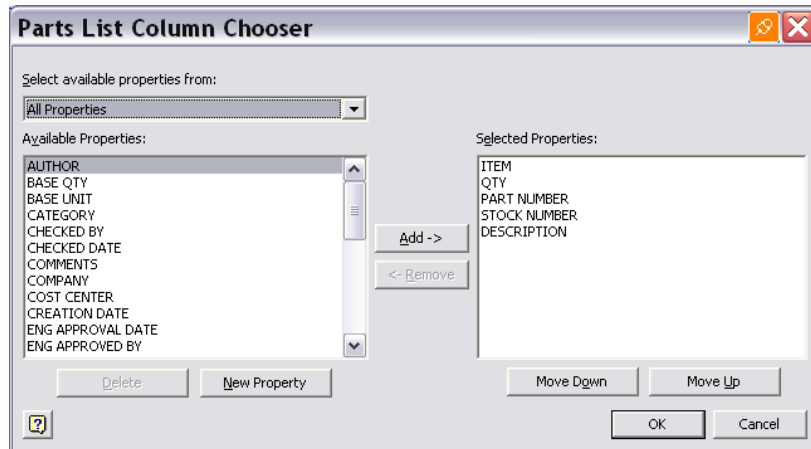 Parts List Column Chooser
Select available properties from:
All Properties
Available Properties:
AUTHOR
BASE QTY
BASE UNIT
CATEGORY
CHECKED BY
CHECKED DATE
COMMENTS
COMPANY
COST CENTER
CREATION DATE
ENG APPROVAL DATE
ENG APPROVED BY
Delete
New Property
Add ->
<- Remove
Selected Properties:
ITEM
QTY
PART NUMBER
STOCK NUMBER
DESCRIPTION
Move Down
Move Up
?
OK
Cancel